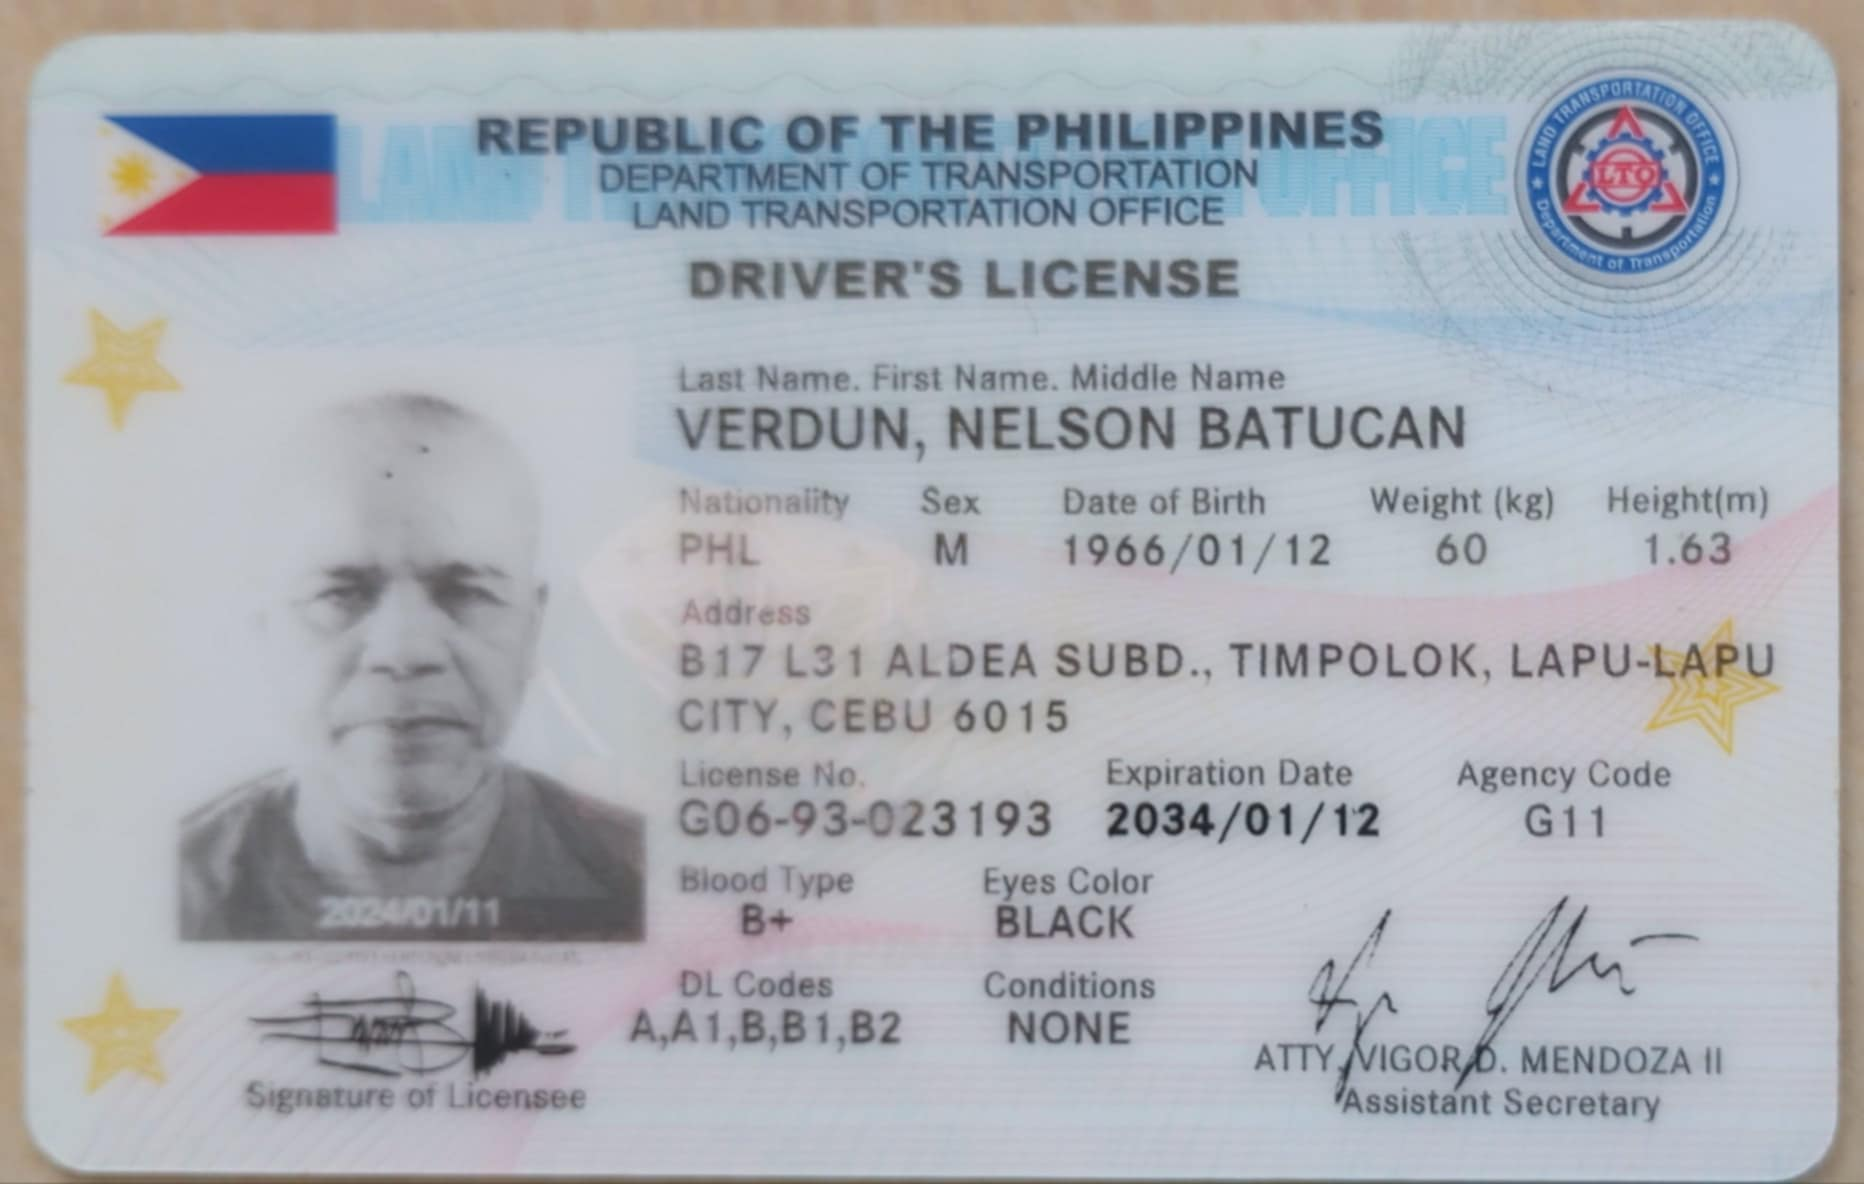 REPUBLIC OF THE PHILIPPINES
DEPARTMENT OF TRANSPORTATION
LAND TRANSPORTATION OFFICE
LAND TRANSPORTATION OFFICE
LTO
Department of Transportation
DRIVER'S LICENSE
Last Name. First Name. Middle Name
VERDUN, NELSON BATUCAN
Nationality Sex Date of Birth Weight (kg) Height(m)
PHL M 1966/01/12 60 1.63
Address
B17 L31 ALDEA SUBD., TIMPOLOK, LAPU-LAPU
CITY, CEBU 6015
License No. Expiration Date Agency Code
G06-93-023193 2034/01/12 G11
Blood Type Eyes Color
B+ BLACK
2024/01/11
DL Codes Conditions
A,A1,B,B1,B2 NONE
ATTY. VIGOR D. MENDOZA II
Signature of Licensee Assistant Secretary